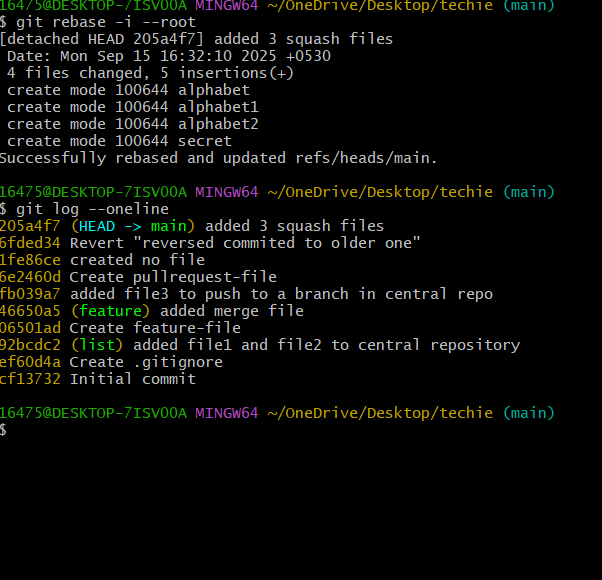 16475@DESKTOP-7ISV00A MINGW64 ~/OneDrive/Desktop/techie (main)
$ git rebase -i --root
[detached HEAD 205a4f7] added 3 squash files
 Date: Mon Sep 15 16:32:10 2025 +0530
 4 files changed, 5 insertions(+)
 create mode 100644 alphabet
 create mode 100644 alphabet1
 create mode 100644 alphabet2
 create mode 100644 secret
Successfully rebased and updated refs/heads/main.

16475@DESKTOP-7ISV00A MINGW64 ~/OneDrive/Desktop/techie (main)
$ git log --oneline
205a4f7 (HEAD -> main) added 3 squash files
6fded34 Revert "reversed commited to older one"
1fe86ce created no file
6e2460d Create pullrequest-file
fb039a7 added file3 to push to a branch in central repo
46650a5 (feature) added merge file
06501ad Create feature-file
92bcdc2 (list) added file1 and file2 to central repository
ef60d4a Create .gitignore
cf13732 Initial commit

16475@DESKTOP-7ISV00A MINGW64 ~/OneDrive/Desktop/techie (main)
$